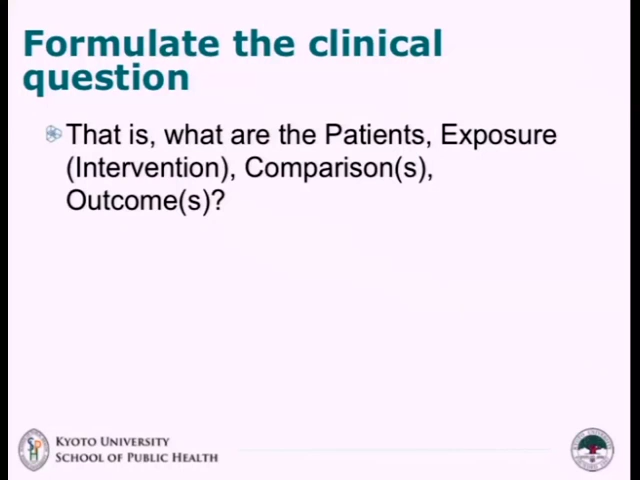 Formulate the clinical
question
That is, what are the Patients, Exposure
(Intervention), Comparison(s),
Outcome(s)?
KYOTO UNIVERSITY
SCHOOL OF PUBLIC HEALTH